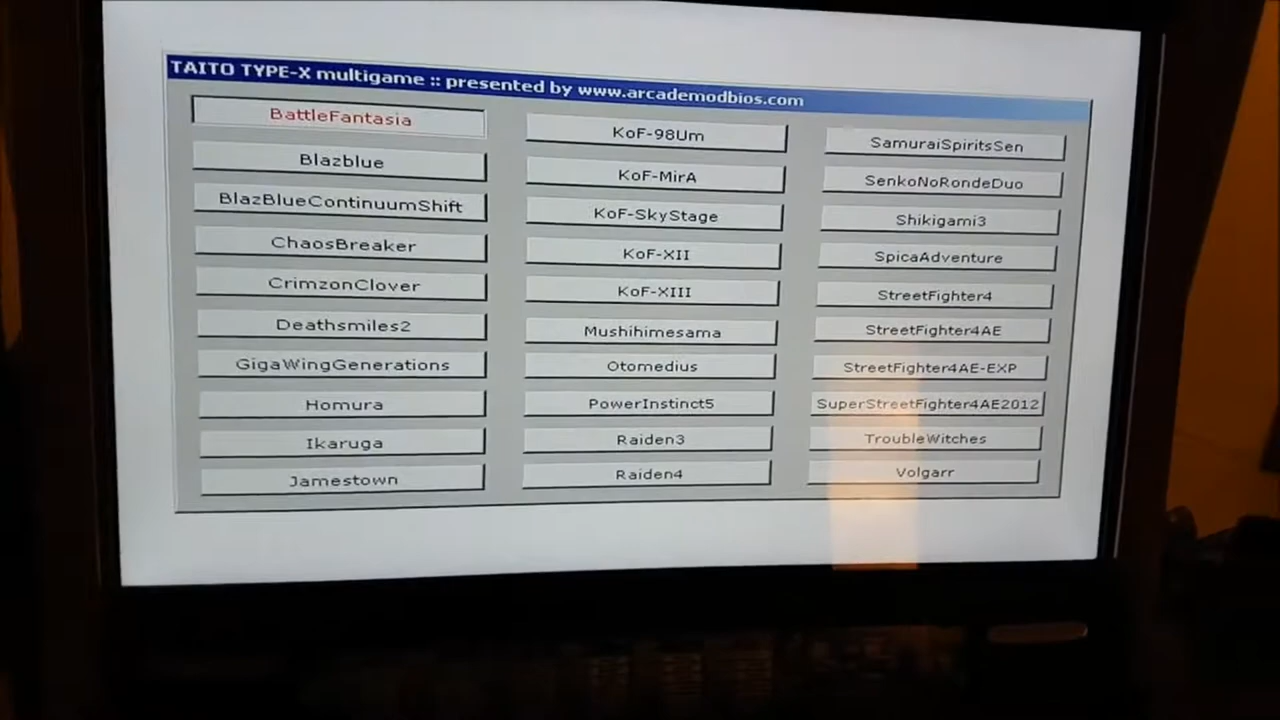 TAITO TYPE-X multigame :: presented by www.arcademodbios.com
BattleFantasia
Blazblue
BlazBlueContinuumShift
ChaosBreaker
CrimzonClover
Deathsmiles2
GigaWingGenerations
Homura
Ikaruga
Jamestown
KoF-98Um
KoF-MirA
KoF-SkyStage
KoF-XII
KoF-XIII
Mushihimesama
Otomedius
PowerInstinct5
Raiden3
Raiden4
SamuraiSpiritsSen
SenkoNoRondeDuo
Shikigami3
SpicaAdventure
StreetFighter4
StreetFighter4AE
StreetFighter4AE-EXP
SuperStreetFighter4AE2012
TroubleWitches
Volgarr